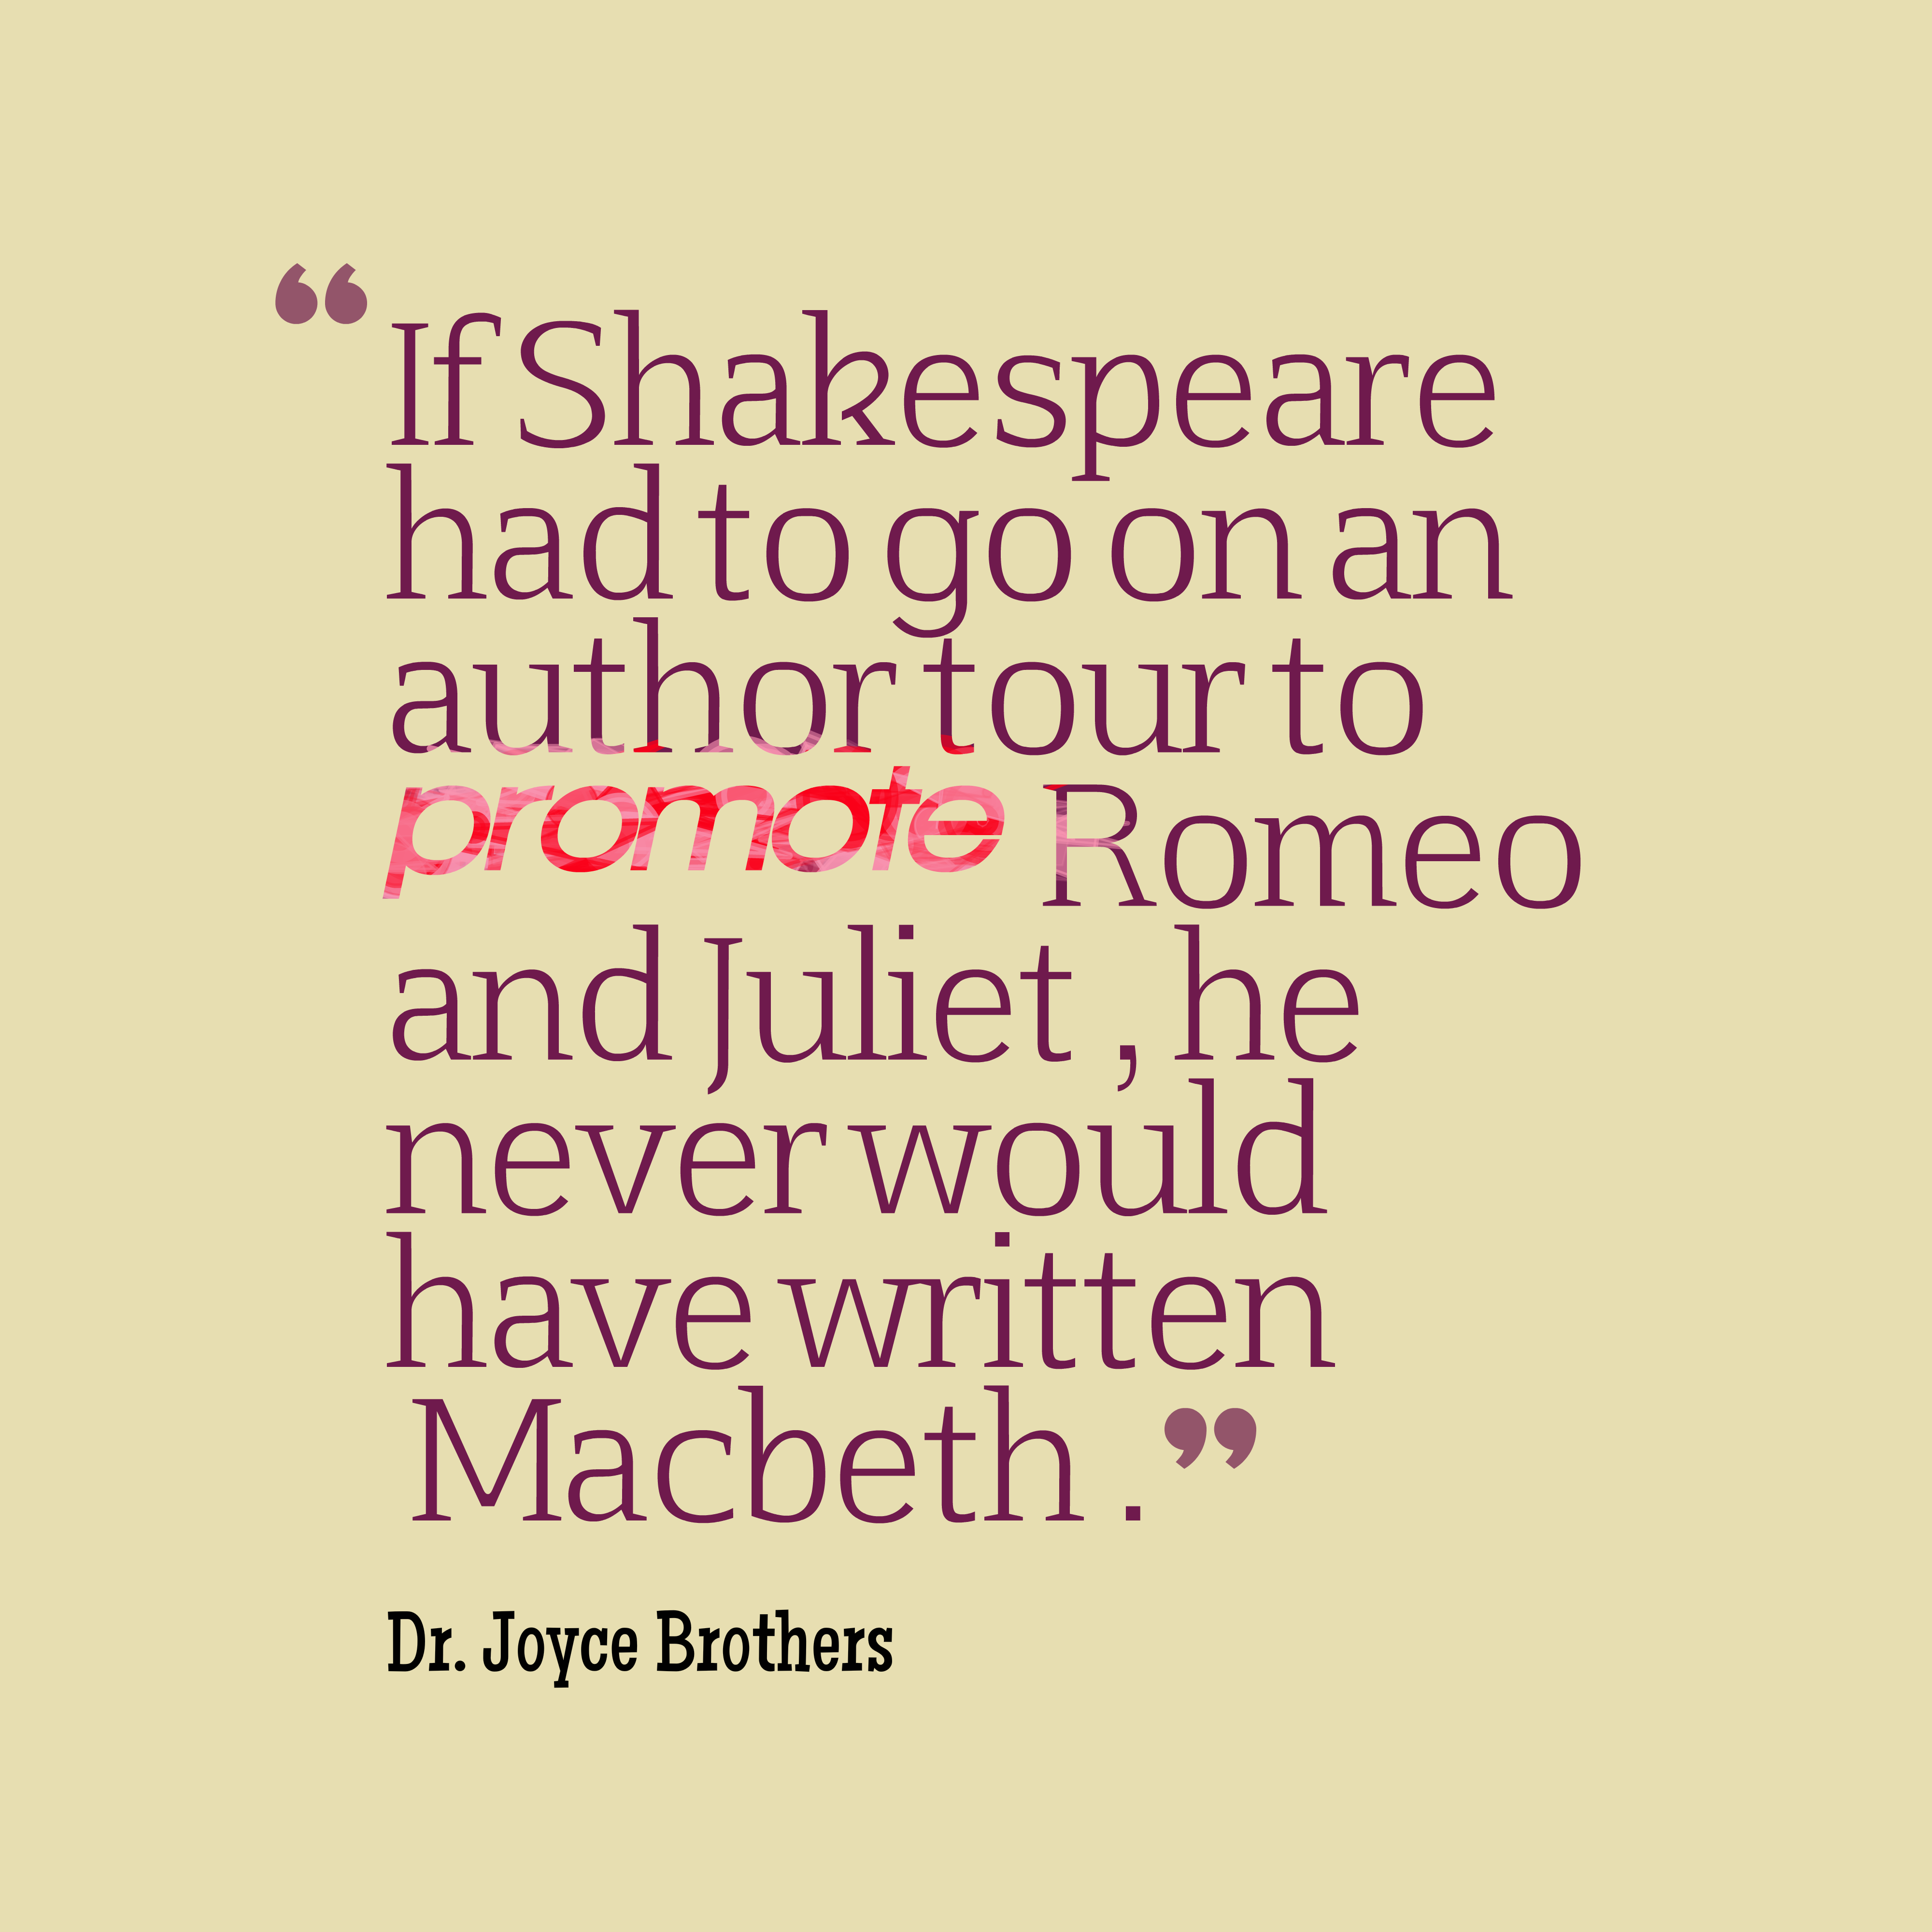 “If Shakespeare
had to go on an
author tour to
promote Romeo
and Juliet , he
never would
have written
Macbeth .”
Dr. Joyce Brothers